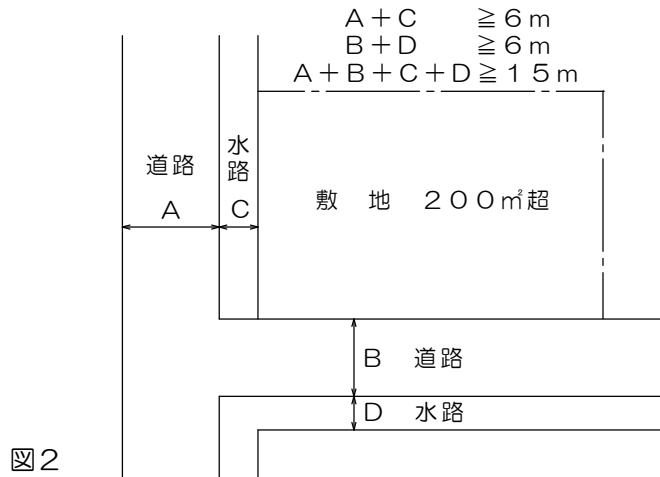 A+C ≧6m
B+D ≧6m
A+B+C+D≧15m
道路
A
水路
C
敷 地 200㎡超
B 道路
D 水路
図2